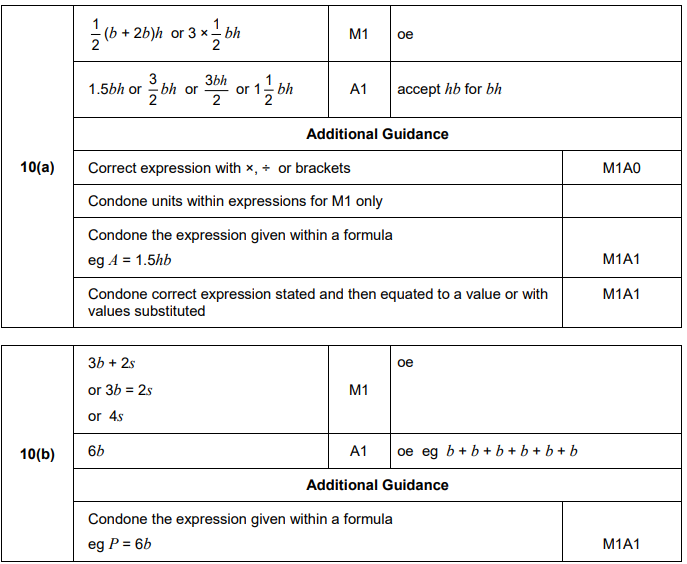 1/2 (b + 2b)h or 3 × 1/2 bh
M1
oe
1.5bh or 3/2 bh or 3bh/2 or 1 1/2 bh
A1
accept hb for bh
Additional Guidance
10(a)
Correct expression with ×, ÷ or brackets
M1A0
Condone units within expressions for M1 only
Condone the expression given within a formula
eg A = 1.5hb
M1A1
Condone correct expression stated and then equated to a value or with
values substituted
M1A1
3b + 2s
or 3b = 2s
or 4s
M1
oe
10(b)
6b
A1
oe eg b + b + b + b + b + b
Additional Guidance
Condone the expression given within a formula
eg P = 6b
M1A1